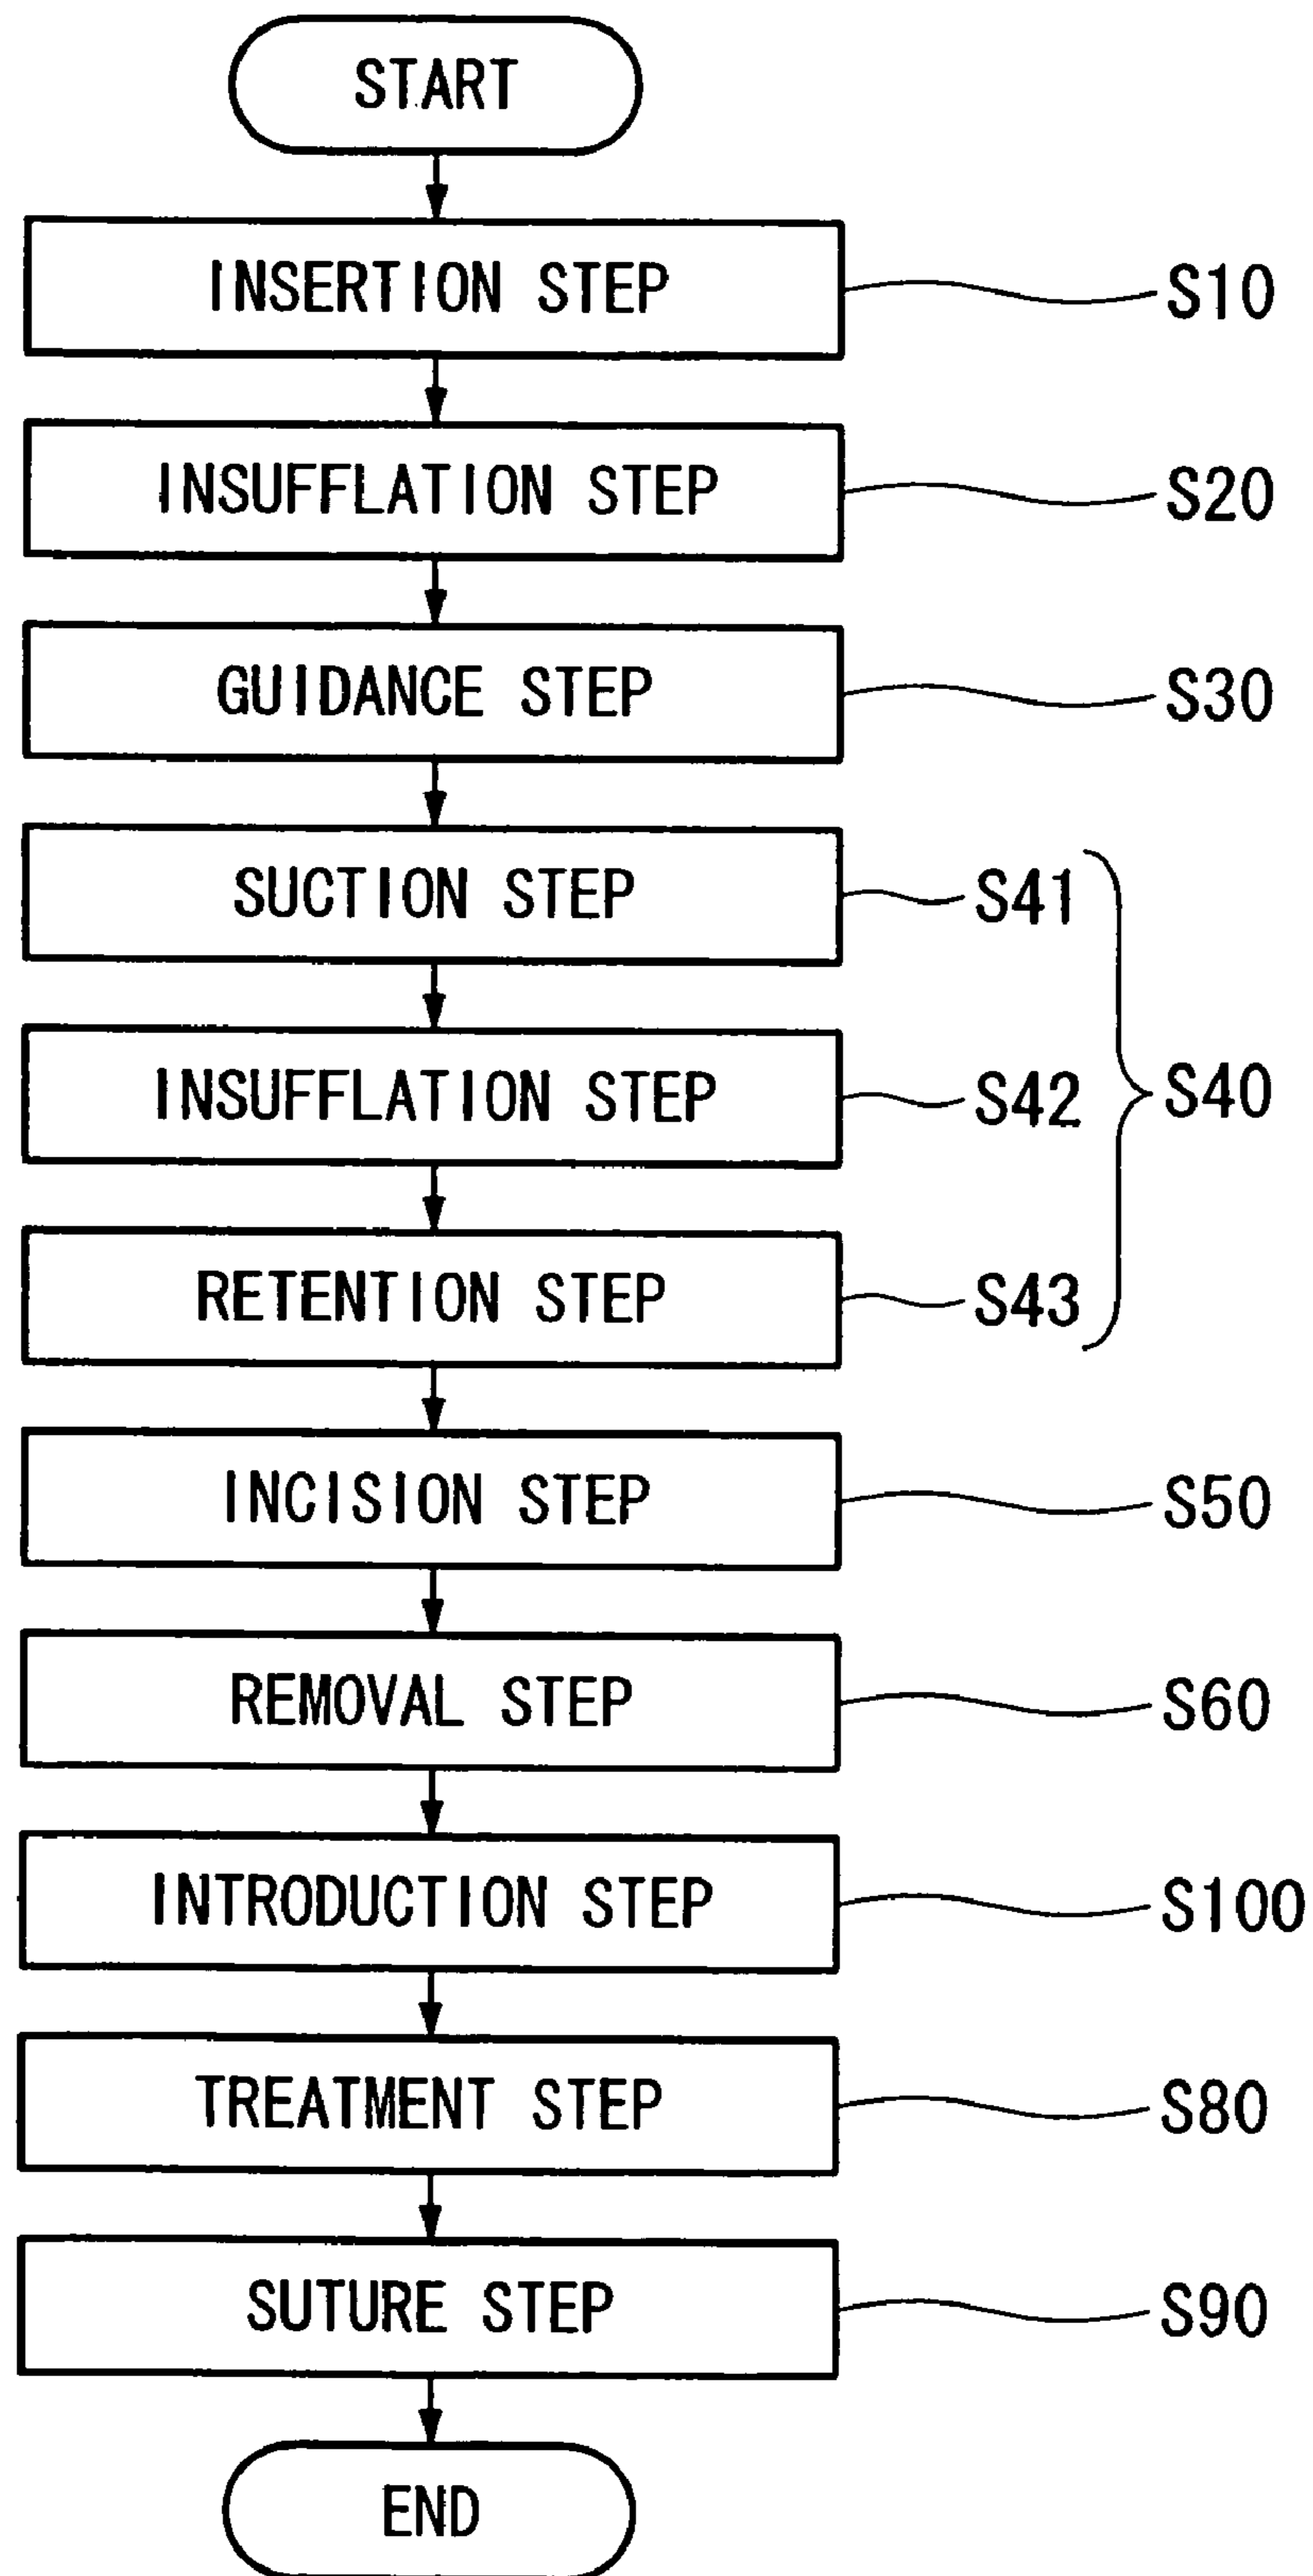 START
INSERTION STEP
S10
INSUFFLATION STEP
S20
GUIDANCE STEP
S30
SUCTION STEP
S41
INSUFFLATION STEP
S42
S40
RETENTION STEP
S43
INCISION STEP
S50
REMOVAL STEP
S60
INTRODUCTION STEP
S100
TREATMENT STEP
S80
SUTURE STEP
S90
END